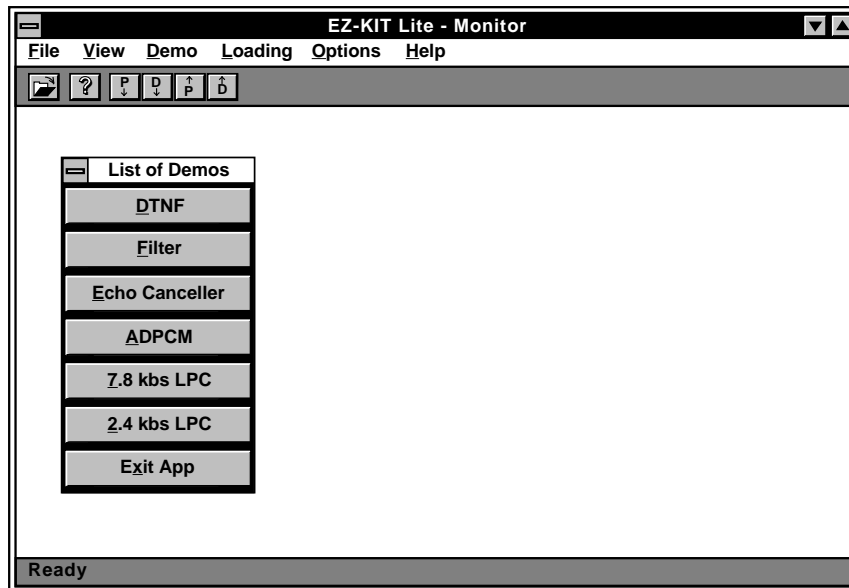 EZ-KIT Lite - Monitor
File View Demo Loading Options Help
? P D P D
List of Demos
DTNF
Filter
Echo Canceller
ADPCM
7.8 kbs LPC
2.4 kbs LPC
Exit App
Ready